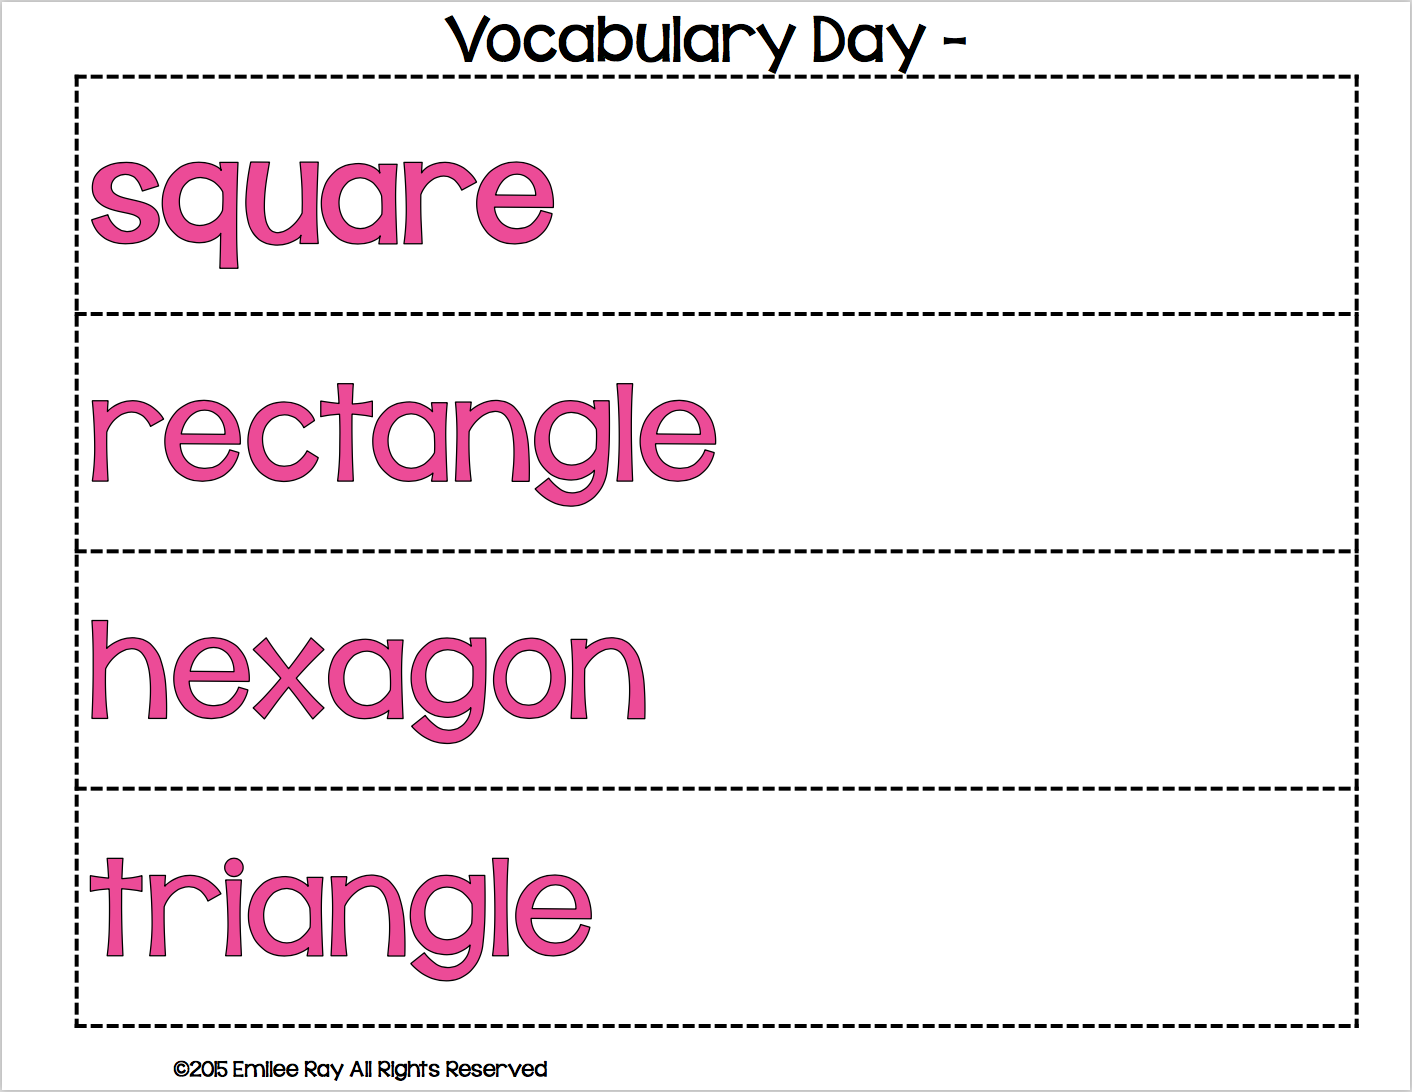 Vocabulary Day -
square
rectangle
hexagon
triangle
©2015 Emilee Ray All Rights Reserved